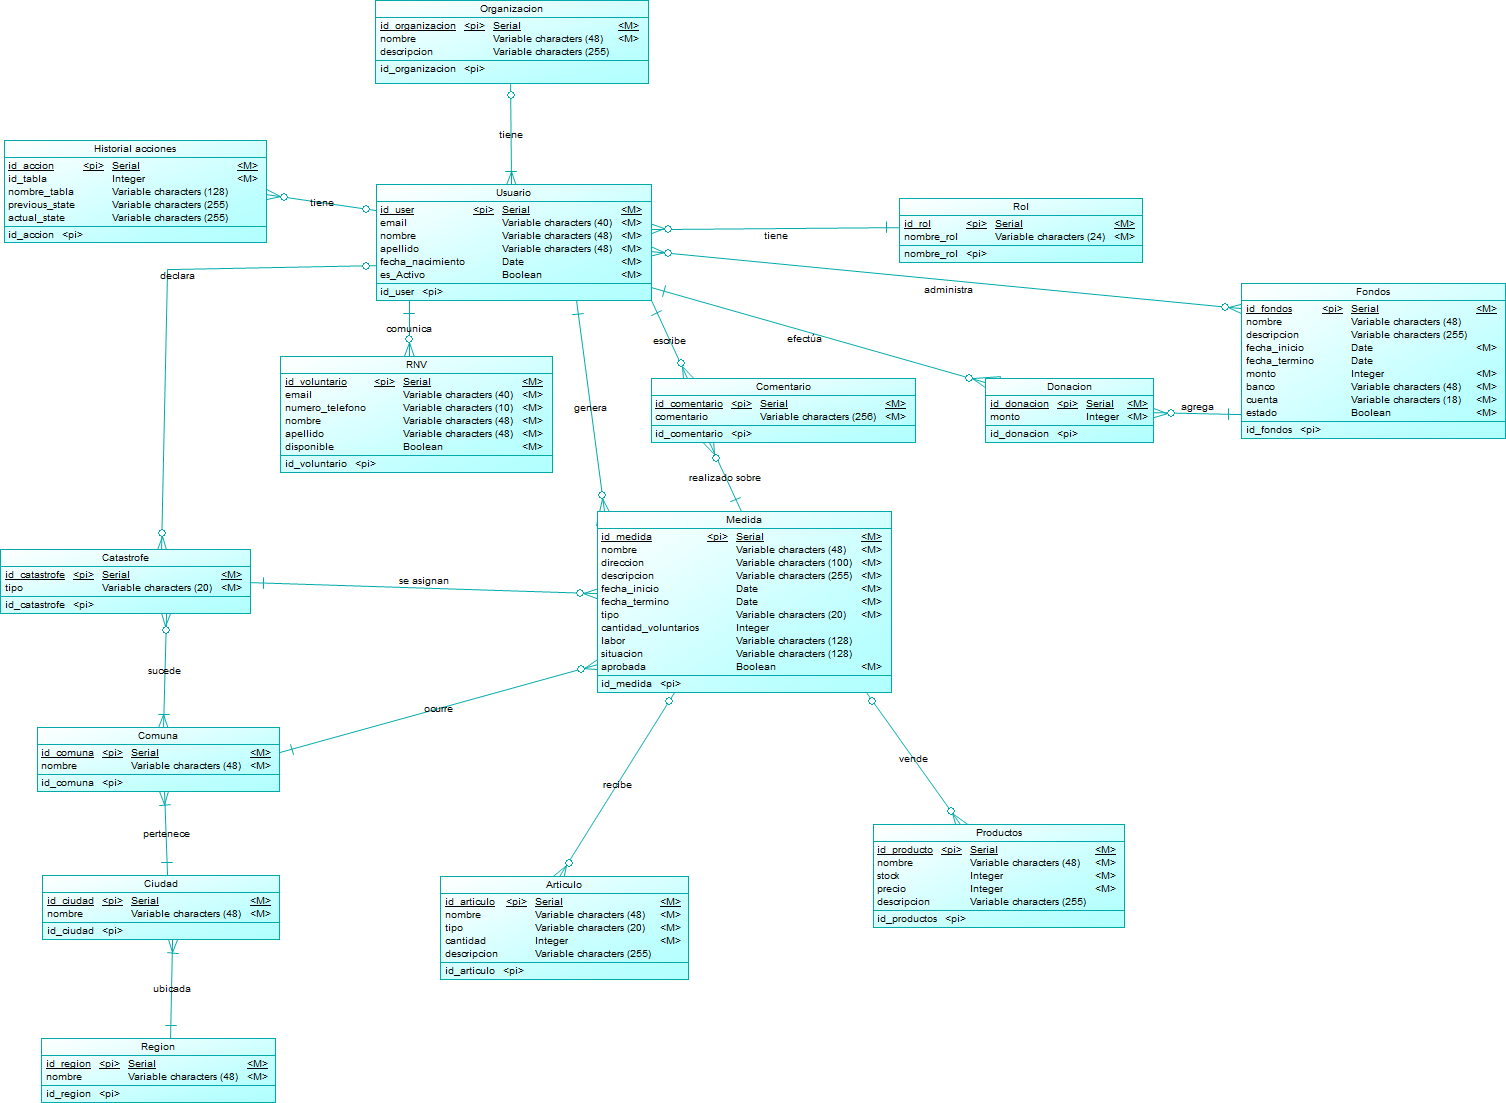 Organizacion
id_organizacion <pi> Serial <M>
nombre Variable characters (48) <M>
descripcion Variable characters (255)
id_organizacion <pi>
tiene
Historial acciones
id_accion <pi> Serial <M>
id_tabla Integer <M>
nombre_tabla Variable characters (128)
previous_state Variable characters (255)
actual_state Variable characters (255)
id_accion <pi>
tiene
Usuario
id_user <pi> Serial <M>
email Variable characters (40) <M>
nombre Variable characters (48) <M>
apellido Variable characters (48) <M>
fecha_nacimiento Date <M>
es_Activo Boolean <M>
id_user <pi>
tiene
Rol
id_rol <pi> Serial <M>
nombre_rol Variable characters (24) <M>
nombre_rol <pi>
administra
Fondos
id_fondos <pi> Serial <M>
nombre Variable characters (48)
descripcion Variable characters (255)
fecha_inicio Date <M>
fecha_termino Date
monto Integer <M>
banco Variable characters (48) <M>
cuenta Variable characters (18) <M>
estado Boolean <M>
id_fondos <pi>
declara
comunica
escribe
efectúa
RNV
id_voluntario <pi> Serial <M>
email Variable characters (40) <M>
numero_telefono Variable characters (10) <M>
nombre Variable characters (48) <M>
apellido Variable characters (48) <M>
disponible Boolean <M>
id_voluntario <pi>
genera
Comentario
id_comentario <pi> Serial <M>
comentario Variable characters (256) <M>
id_comentario <pi>
Donacion
id_donacion <pi> Serial <M>
monto Integer <M>
id_donacion <pi>
agrega
realizado sobre
Medida
id_medida <pi> Serial <M>
nombre Variable characters (48) <M>
direccion Variable characters (100) <M>
descripcion Variable characters (255) <M>
fecha_inicio Date <M>
fecha_termino Date <M>
tipo Variable characters (20) <M>
cantidad_voluntarios Integer
labor Variable characters (128)
situacion Variable characters (128)
aprobada Boolean <M>
id_medida <pi>
Catastrofe
id_catastrofe <pi> Serial <M>
tipo Variable characters (20) <M>
id_catastrofe <pi>
se asignan
sucede
ocurre
Comuna
id_comuna <pi> Serial <M>
nombre Variable characters (48) <M>
id_comuna <pi>
recibe
vende
pertenece
Productos
id_producto <pi> Serial <M>
nombre Variable characters (48) <M>
stock Integer <M>
precio Integer <M>
descripcion Variable characters (255)
id_productos <pi>
Ciudad
id_ciudad <pi> Serial <M>
nombre Variable characters (48) <M>
id_ciudad <pi>
Articulo
id_articulo <pi> Serial <M>
nombre Variable characters (48) <M>
tipo Variable characters (20) <M>
cantidad Integer <M>
descripcion Variable characters (255)
id_articulo <pi>
ubicada
Region
id_region <pi> Serial <M>
nombre Variable characters (48) <M>
id_region <pi>